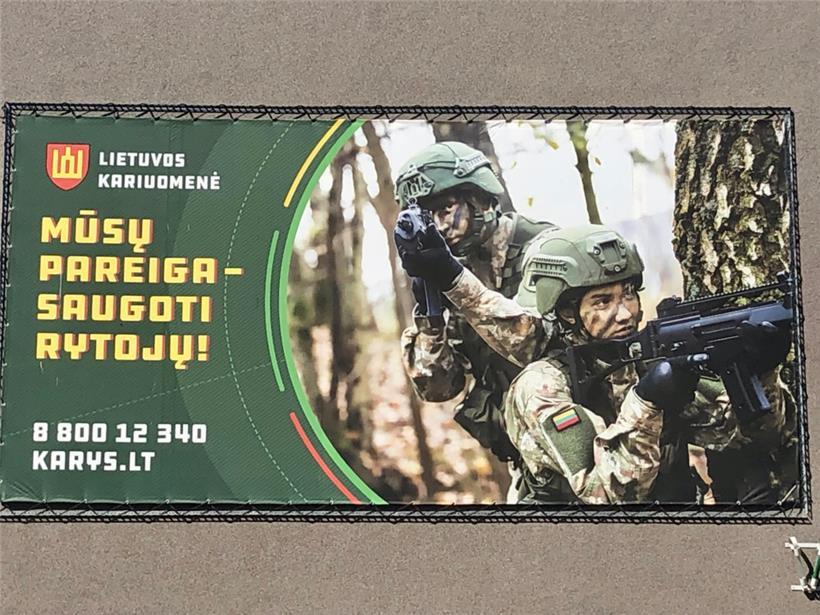 LIETUVOS
KARIUOMENĖ
MŪSŲ
PAREIGA –
SAUGOTI
RYTOJŲ!
8 800 12 340
KARYS.LT